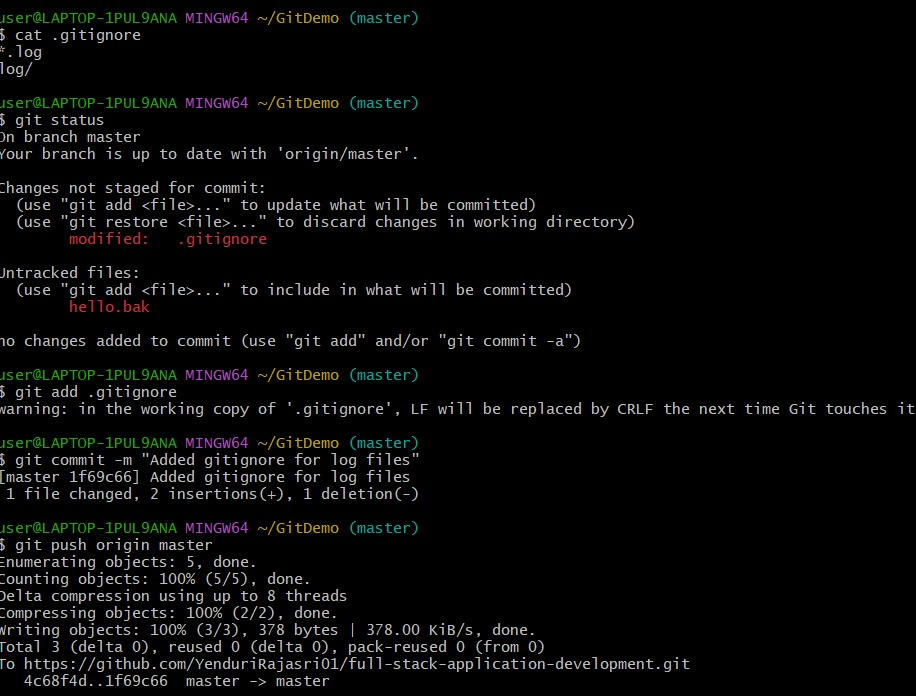 user@LAPTOP-1PUL9ANA MINGW64 ~/GitDemo (master)
$ cat .gitignore
*.log
log/

user@LAPTOP-1PUL9ANA MINGW64 ~/GitDemo (master)
$ git status
On branch master
Your branch is up to date with 'origin/master'.

Changes not staged for commit:
  (use "git add <file>..." to update what will be committed)
  (use "git restore <file>..." to discard changes in working directory)
        modified:   .gitignore

Untracked files:
  (use "git add <file>..." to include in what will be committed)
        hello.bak

no changes added to commit (use "git add" and/or "git commit -a")

user@LAPTOP-1PUL9ANA MINGW64 ~/GitDemo (master)
$ git add .gitignore
warning: in the working copy of '.gitignore', LF will be replaced by CRLF the next time Git touches it

user@LAPTOP-1PUL9ANA MINGW64 ~/GitDemo (master)
$ git commit -m "Added gitignore for log files"
[master 1f69c66] Added gitignore for log files
 1 file changed, 2 insertions(+), 1 deletion(-)

user@LAPTOP-1PUL9ANA MINGW64 ~/GitDemo (master)
$ git push origin master
Enumerating objects: 5, done.
Counting objects: 100% (5/5), done.
Delta compression using up to 8 threads
Compressing objects: 100% (2/2), done.
Writing objects: 100% (3/3), 378 bytes | 378.00 KiB/s, done.
Total 3 (delta 0), reused 0 (delta 0), pack-reused 0 (from 0)
To https://github.com/YenduriRajasri01/full-stack-application-development.git
   4c68f4d..1f69c66  master -> master